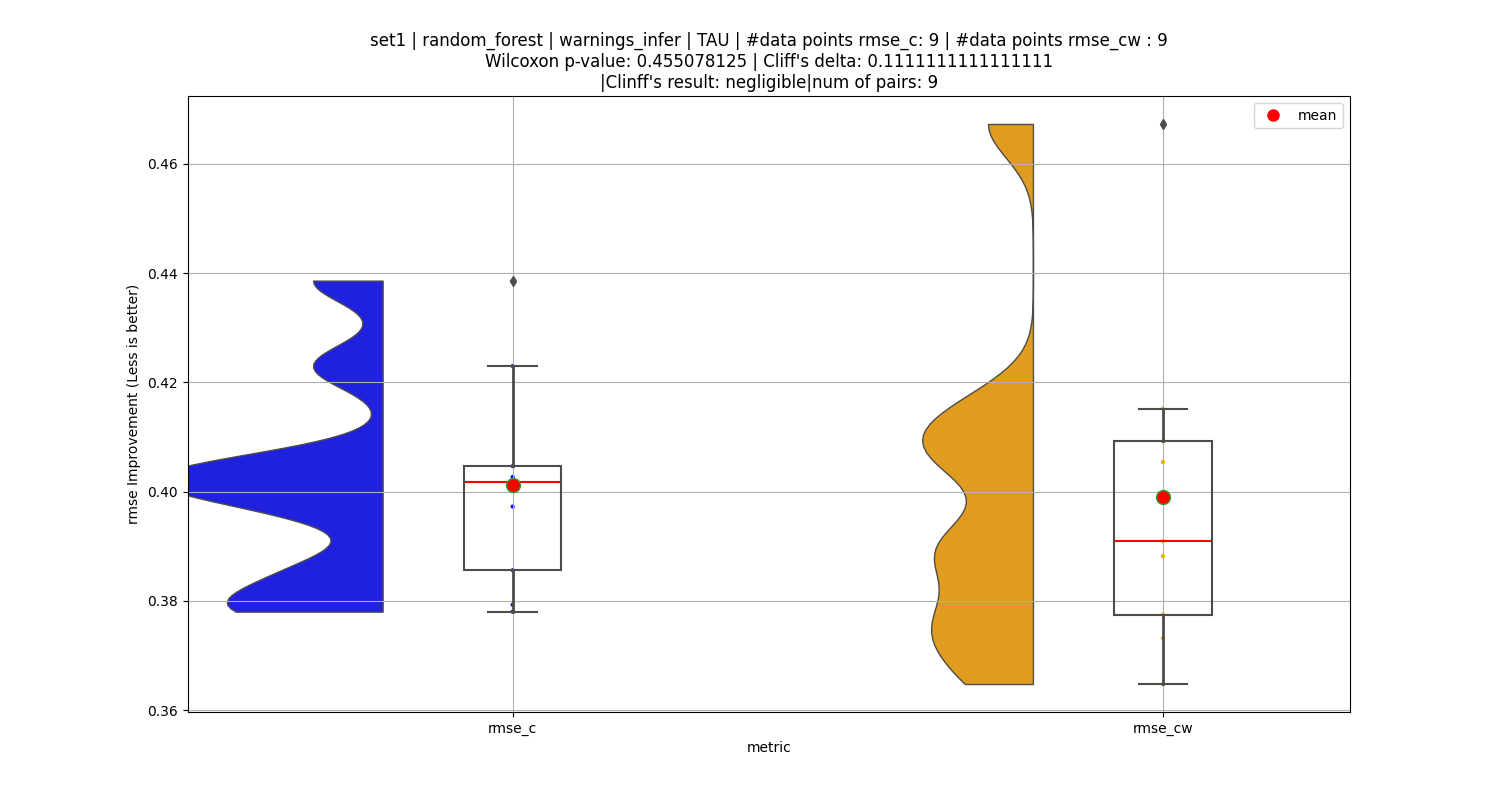 set1 | random_forest | warnings_infer | TAU | #data points rmse_c: 9 | #data points rmse_cw : 9
Wilcoxon p-value: 0.455078125 | Cliff's delta: 0.1111111111111111
|Clinff's result: negligible|num of pairs: 9
mean
rmse Improvement (Less is better)
0.46
0.44
0.42
0.40
0.38
0.36
rmse_c
rmse_cw
metric